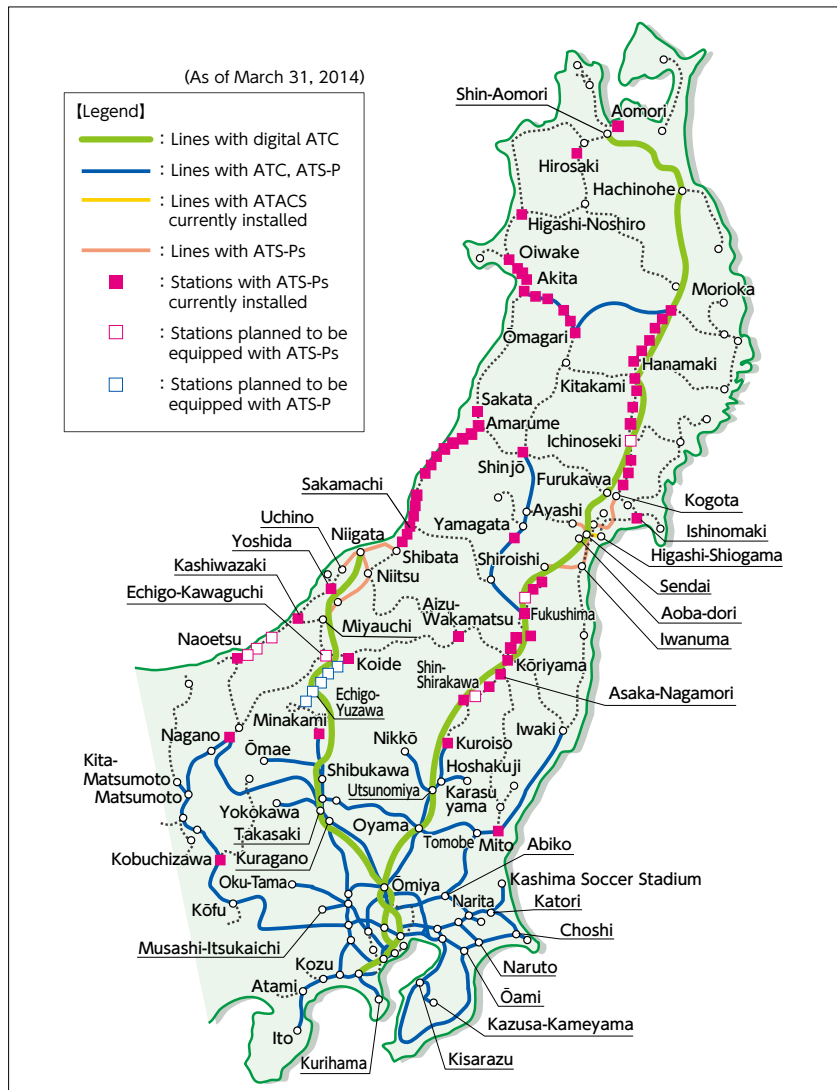 (As of March 31, 2014)
【Legend】
: Lines with digital ATC
: Lines with ATC, ATS-P
: Lines with ATACS
currently installed
: Lines with ATS-Ps
: Stations with ATS-Ps
currently installed
: Stations planned to be
equipped with ATS-Ps
: Stations planned to be
equipped with ATS-P
Shin-Aomori
Aomori
Hirosaki
Hachinohe
Higashi-Noshiro
Oiwake
Akita
Morioka
Ōmagari
Hanamaki
Kitakami
Sakata
Amarume
Ichinoseki
Shinjō
Furukawa
Sakamachi
Kogota
Ayashi
Uchino
Yamagata
Ishinomaki
Niigata
Yoshida
Shibata
Shiroishi
Higashi-Shiogama
Kashiwazaki
Niitsu
Sendai
Echigo-Kawaguchi
Aizu-
Wakamatsu
Fukushima
Aoba-dori
Miyauchi
Iwanuma
Naoetsu
Koide
Kōriyama
Shin-
Shirakawa
Echigo-
Yuzawa
Asaka-Nagamori
Minakami
Iwaki
Nagano
Ōmae
Nikkō
Kuroiso
Kita-
Matsumoto
Shibukawa
Hoshakuji
Matsumoto
Utsunomiya
Karasu
yama
Yokokawa
Oyama
Takasaki
Tomobe
Mito
Abiko
Kobuchizawa
Kuragano
Oku-Tama
Ōmiya
Kashima Soccer Stadium
Narita
Katori
Kōfu
Choshi
Musashi-Itsukaichi
Naruto
Kozu
Ōami
Atami
Kazusa-Kameyama
Ito
Kurihama
Kisarazu